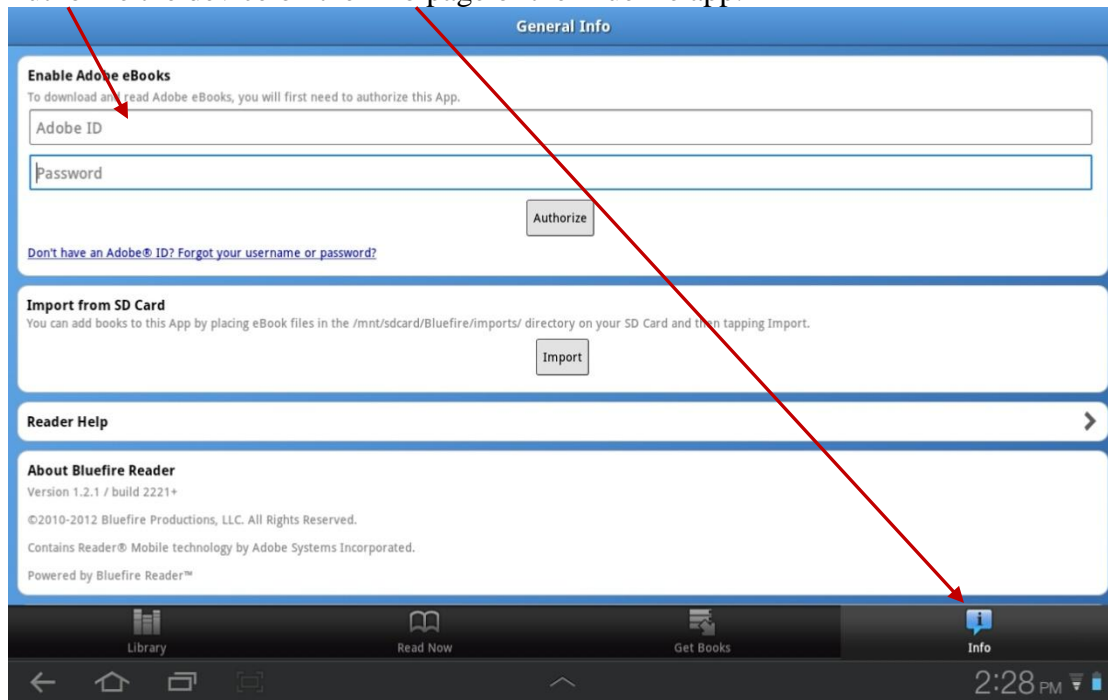 General Info
Enable Adobe eBooks
To download and read Adobe eBooks, you will first need to authorize this App.
Adobe ID
Password
Authorize
Don't have an Adobe® ID? Forgot your username or password?
Import from SD Card
You can add books to this App by placing eBook files in the /mnt/sdcard/Bluefire/imports/ directory on your SD Card and then tapping Import.
Import
Reader Help
About Bluefire Reader
Version 1.2.1 / build 2221+
©2010-2012 Bluefire Productions, LLC. All Rights Reserved.
Contains Reader® Mobile technology by Adobe Systems Incorporated.
Powered by Bluefire Reader™
Library Read Now Get Books Info
2:28 PM